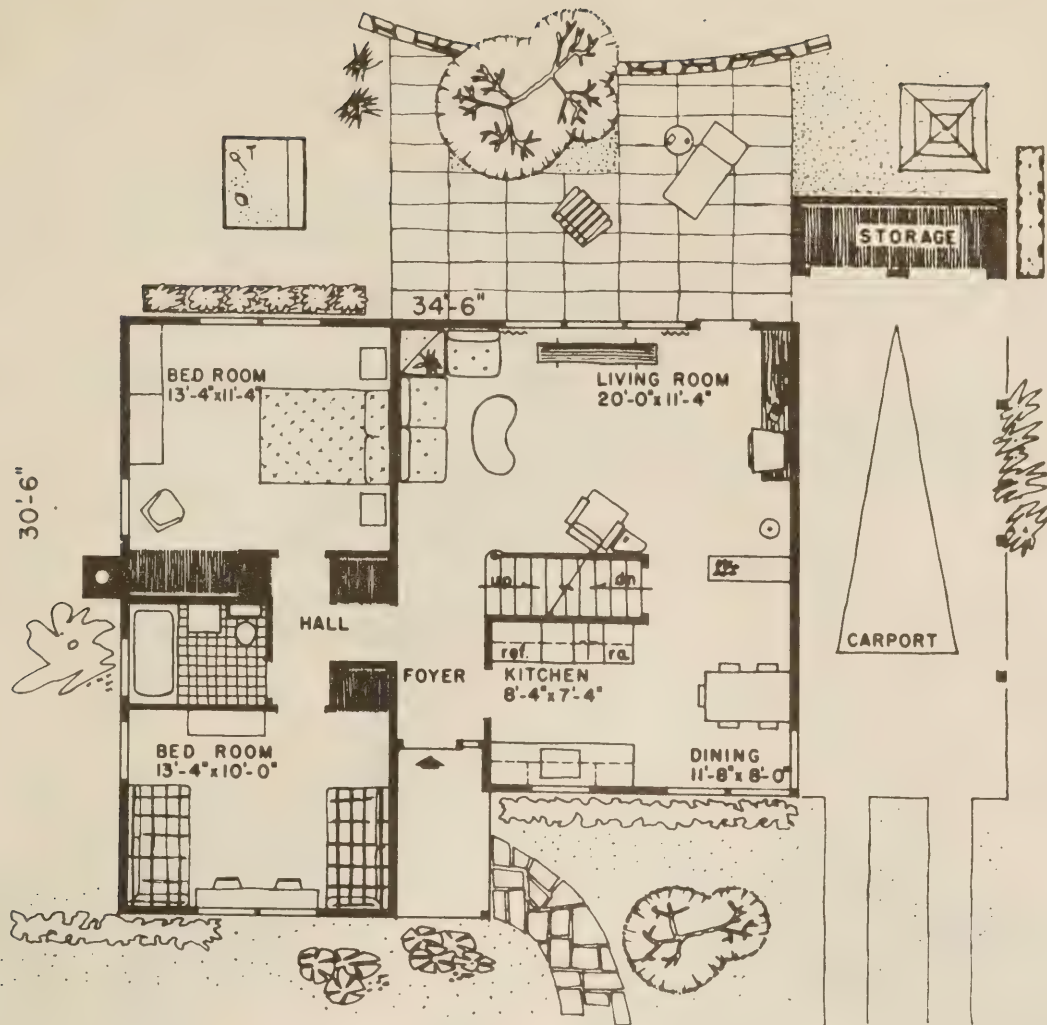 STORAGE
34'-6"
BED ROOM
13'-4"x11'-4"
LIVING ROOM
20'-0"x11'-4"
30'-6"
up
dn
HALL
CARPORT
ref.
ra.
FOYER
KITCHEN
8'-4"x7'-4"
BED ROOM
13'-4"x10'-0"
DINING
11'-8"x8'-0"